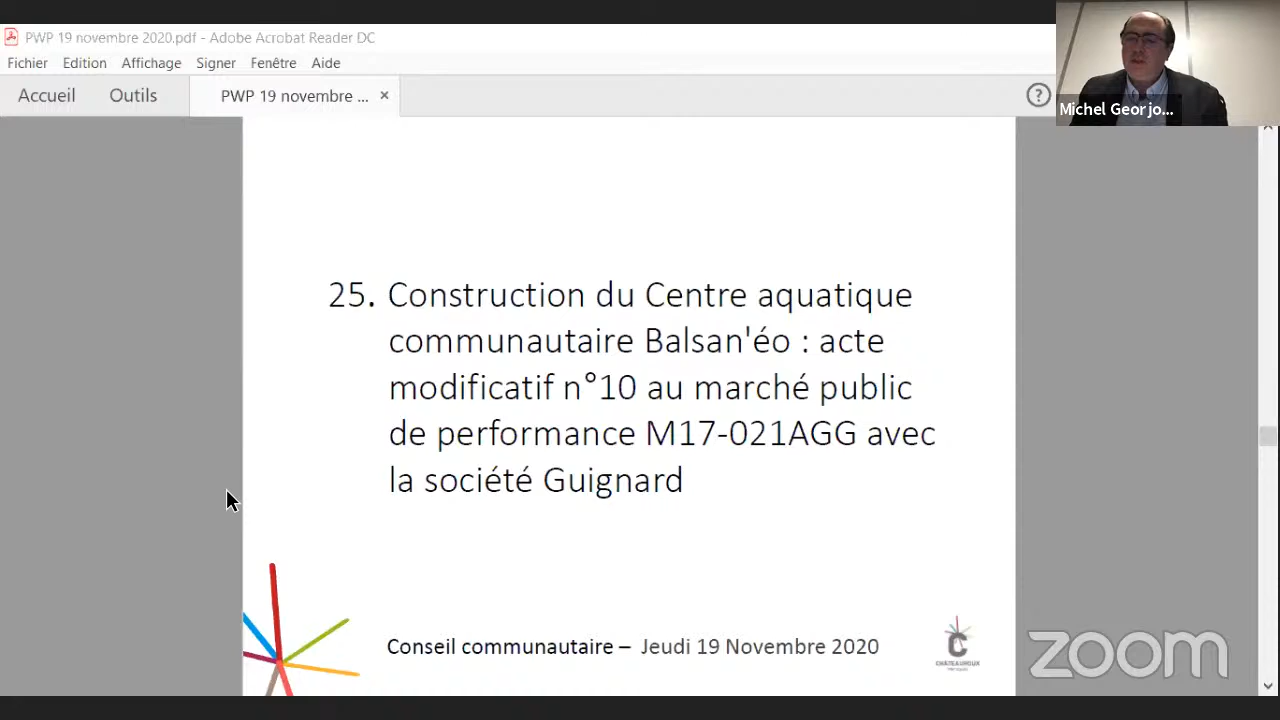 PWP 19 novembre 2020.pdf - Adobe Acrobat Reader DC
Fichier Edition Affichage Signer Fenêtre Aide
Accueil Outils PWP 19 novembre ... × ?
Michel Georjo...
25. Construction du Centre aquatique
communautaire Balsan'éo : acte
modificatif n°10 au marché public
de performance M17-021AGG avec
la société Guignard
Conseil communautaire – Jeudi 19 Novembre 2020
CHÂTEAUROUX
zoom